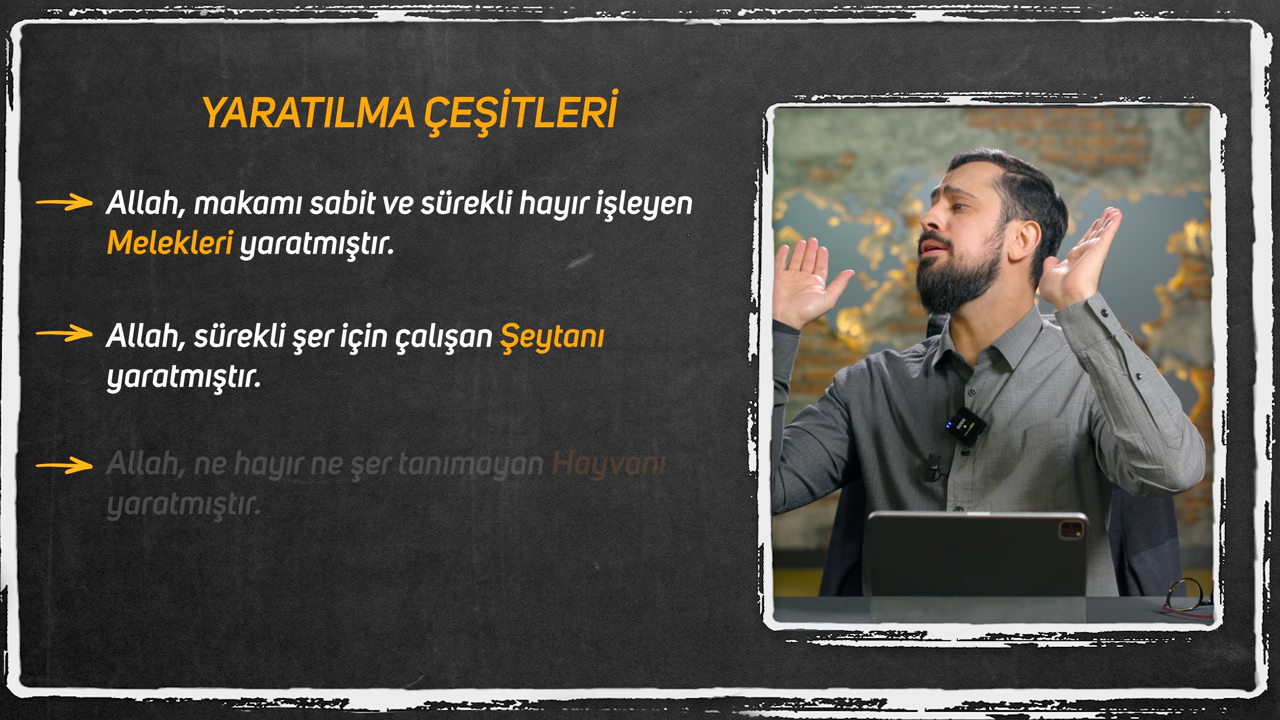 YARATILMA ÇEŞİTLERİ
Allah, makamı sabit ve sürekli hayır işleyen
Melekleri yaratmıştır.
Allah, sürekli şer için çalışan Şeytanı
yaratmıştır.
Allah, ne hayır ne şer tanımayan Hayvanı
yaratmıştır.